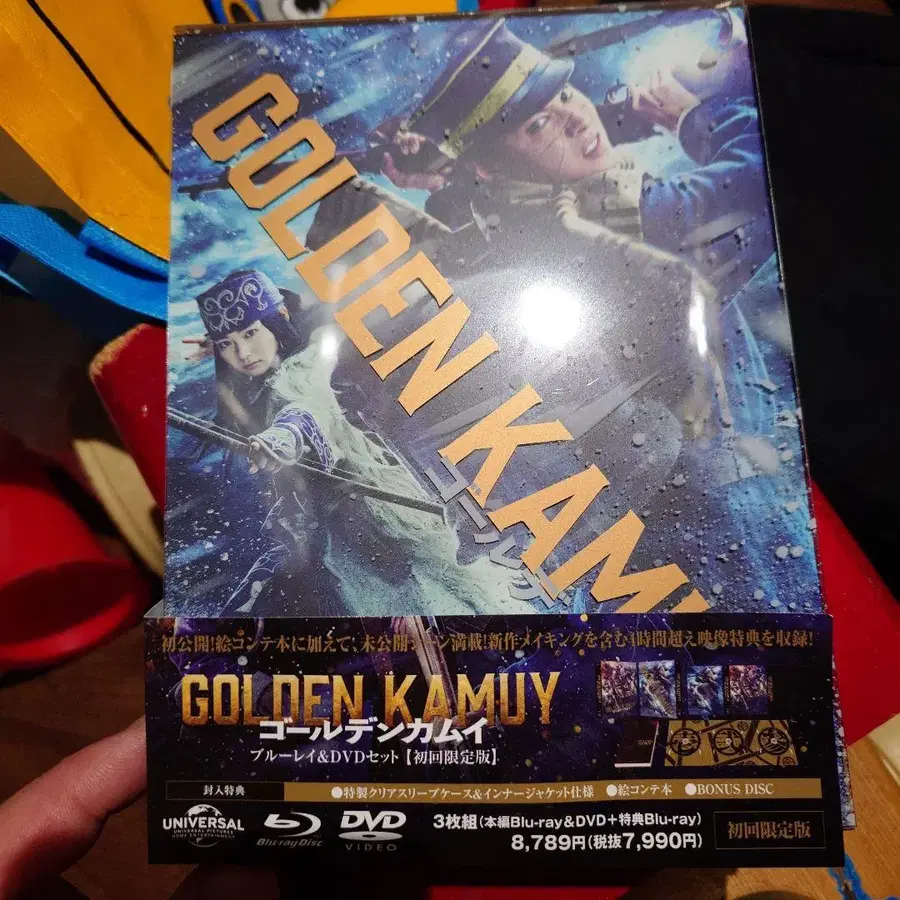 GOLDEN KAM
ゴールデ
初公開!絵コンテ本に加えて、未公開シーン満載!新作メイキングを含む4時間超え映像特典を収録!
GOLDEN KAMUY
ゴールデンカムイ
ブルーレイ&DVDセット【初回限定版】
封入特典
●特製クリアスリーブケース&インナージャケット仕様 ●絵コンテ本 ●BONUS DISC
UNIVERSAL
UNIVERSAL PICTURES
HOME ENTERTAINMENT
Blu-ray Disc
DVD
VIDEO
3枚組(本編Blu-ray&DVD+特典Blu-ray)
8,789円(税抜7,990円)
初回限定版